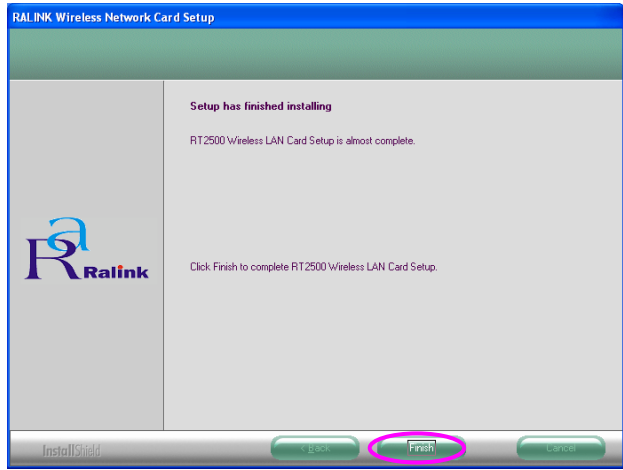 RALINK Wireless Network Card Setup
Setup has finished installing
RT2500 Wireless LAN Card Setup is almost complete.
Ra
Ralink
Click Finish to complete RT2500 Wireless LAN Card Setup.
InstallShield
< Back
Finish
Cancel